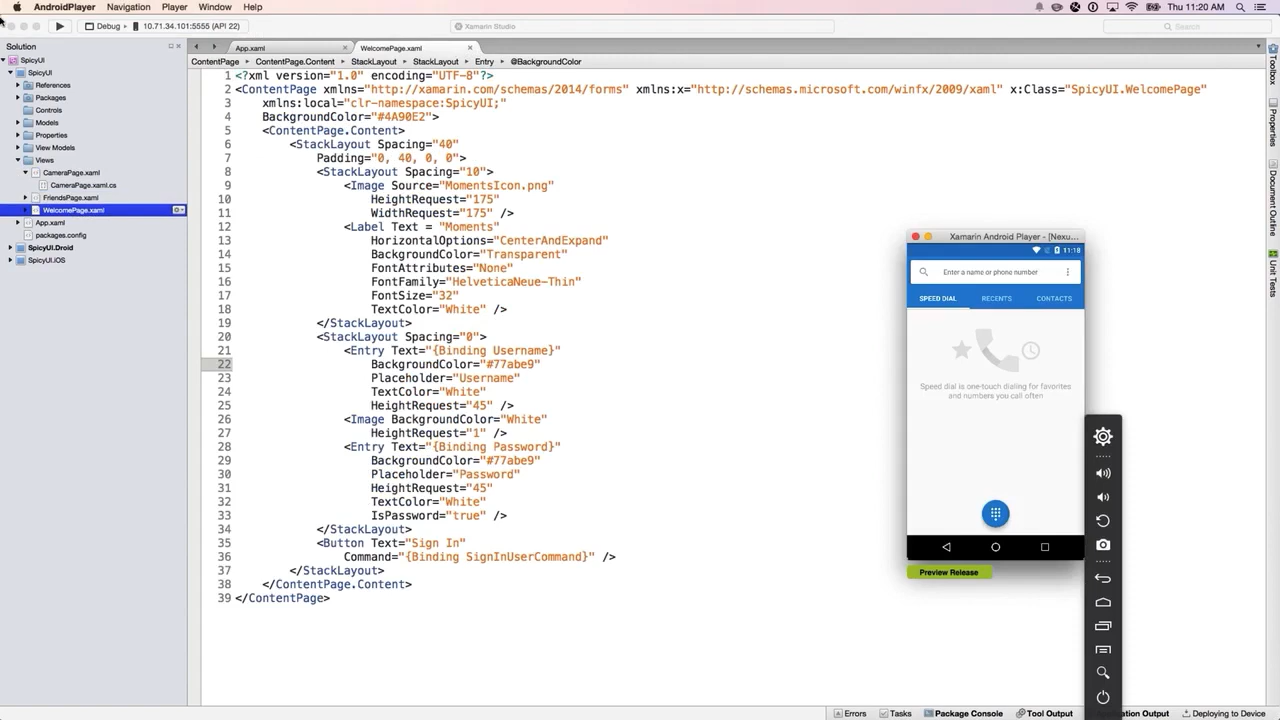 AndroidPlayer Navigation Player Window Help Thu 11:20 AM
Debug 10.71.34.101:5555 (API 22) Xamarin Studio Search
Solution
SpicyUI
SpicyUI
References
Packages
Controls
Models
Properties
View Models
Views
CameraPage.xaml
CameraPage.xaml.cs
FriendsPage.xaml
WelcomePage.xaml
App.xaml
packages.config
SpicyUI.Droid
SpicyUI.iOS
App.xaml WelcomePage.xaml
ContentPage ContentPage.Content StackLayout StackLayout Entry @BackgroundColor
1 <?xml version="1.0" encoding="UTF-8"?>
2 <ContentPage xmlns="http://xamarin.com/schemas/2014/forms" xmlns:x="http://schemas.microsoft.com/winfx/2009/xaml" x:Class="SpicyUI.WelcomePage"
3 xmlns:local="clr-namespace:SpicyUI;"
4 BackgroundColor="#4A90E2">
5 <ContentPage.Content>
6 <StackLayout Spacing="40"
7 Padding="0, 40, 0, 0">
8 <StackLayout Spacing="10">
9 <Image Source="MomentsIcon.png"
10 HeightRequest="175"
11 WidthRequest="175" />
12 <Label Text = "Moments"
13 HorizontalOptions="CenterAndExpand"
14 BackgroundColor="Transparent"
15 FontAttributes="None"
16 FontFamily="HelveticaNeue-Thin"
17 FontSize="32"
18 TextColor="White" />
19 </StackLayout>
20 <StackLayout Spacing="0">
21 <Entry Text="{Binding Username}"
22 BackgroundColor="#77abe9"
23 Placeholder="Username"
24 TextColor="White"
25 HeightRequest="45" />
26 <Image BackgroundColor="White"
27 HeightRequest="1" />
28 <Entry Text="{Binding Password}"
29 BackgroundColor="#77abe9"
30 Placeholder="Password"
31 HeightRequest="45"
32 TextColor="White"
33 IsPassword="true" />
34 </StackLayout>
35 <Button Text="Sign In"
36 Command="{Binding SignInUserCommand}" />
37 </StackLayout>
38 </ContentPage.Content>
39 </ContentPage>
Xamarin Android Player - [Nexu...
11:18
Enter a name or phone number
SPEED DIAL RECENTS CONTACTS
Speed dial is one-touch dialing for favorites
and numbers you call often
Preview Release
Toolbox
Properties
Document Outline
Unit Tests
Errors Tasks Package Console Tool Output Output Deploying to Device